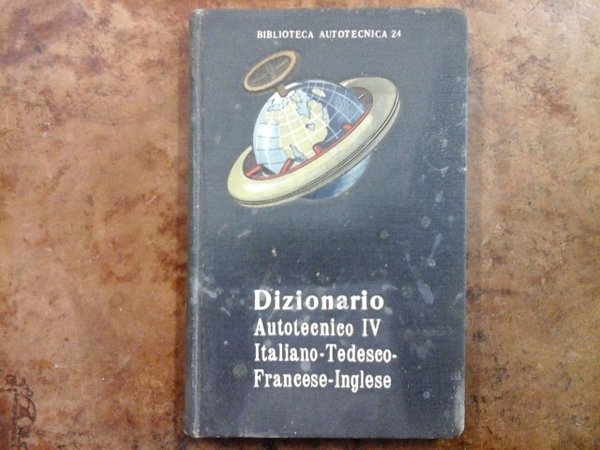 BIBLIOTECA AUTOTECNICA 24
Dizionario
Autotecnico IV
Italiano-Tedesco-
Francese-Inglese